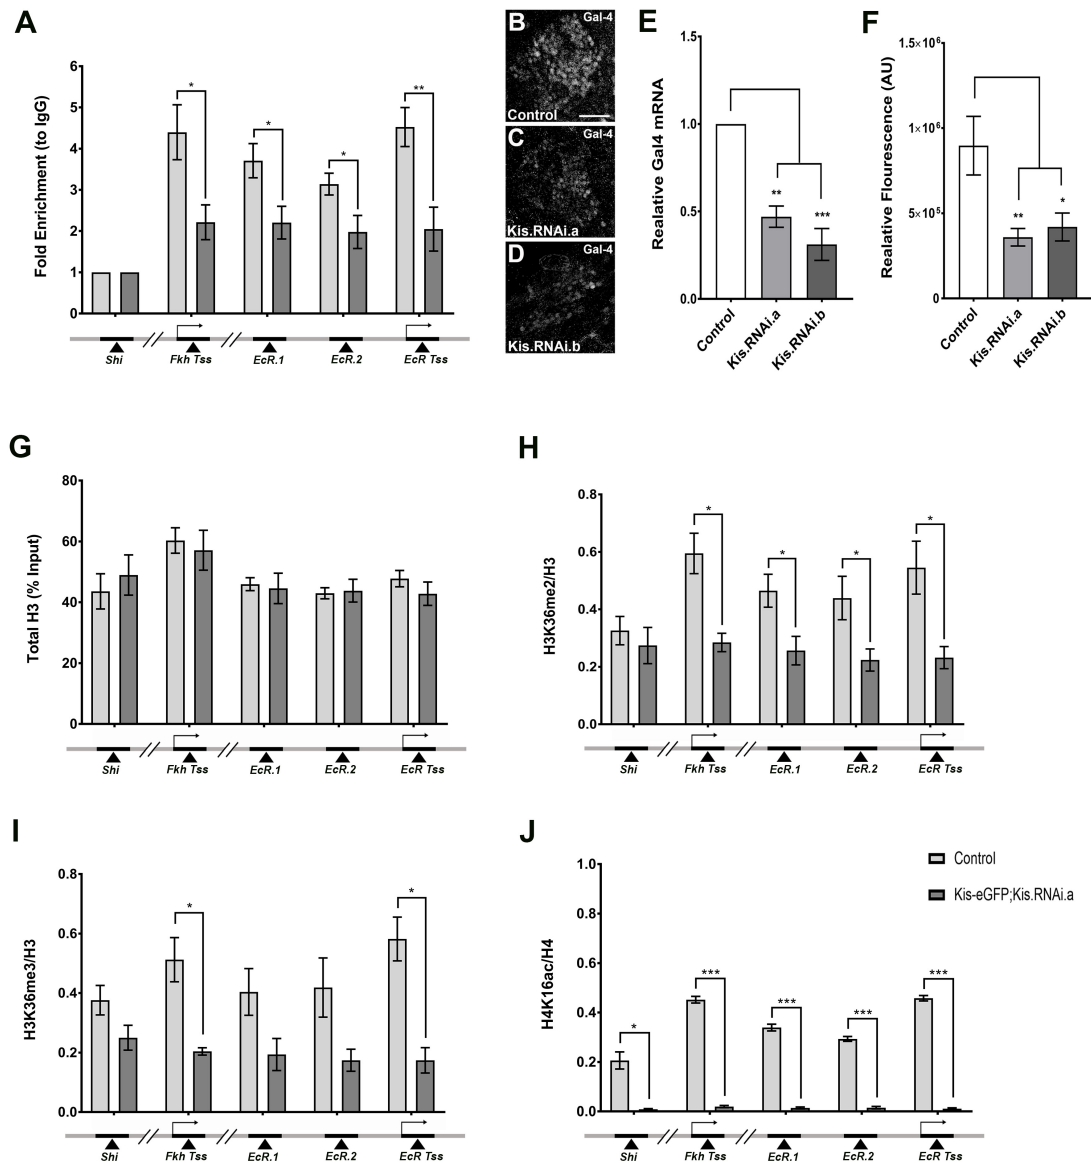 A
Fold Enrichment (to IgG)
6
5
4
3
2
1
0
*
*
*
**
Shi
Fkh Tss
EcR.1
EcR.2
EcR Tss
B
Gal-4
Control
C
Gal-4
Kis.RNAi.a
D
Gal-4
Kis.RNAi.b
E
Realative Gal4 mRNA
1.5
1.0
0.5
0.0
**
***
Control
Kis.RNAi.a
Kis.RNAi.b
F
Realative Flourescence (AU)
1.5×10⁶
1×10⁶
5×10⁵
0
**
*
Control
Kis.RNAi.a
Kis.RNAi.b
G
Total H3 (% Input)
80
60
40
20
0
Shi
Fkh Tss
EcR.1
EcR.2
EcR Tss
H
H3K36me2/H3
0.8
0.6
0.4
0.2
0.0
*
*
*
*
Shi
Fkh Tss
EcR.1
EcR.2
EcR Tss
I
H3K36me3/H3
0.8
0.6
0.4
0.2
0.0
*
*
Shi
Fkh Tss
EcR.1
EcR.2
EcR Tss
J
H4K16ac/H4
1.0
0.8
0.6
0.4
0.2
0.0
*
***
***
***
***
Shi
Fkh Tss
EcR.1
EcR.2
EcR Tss
Control
Kis-eGFP;Kis.RNAi.a